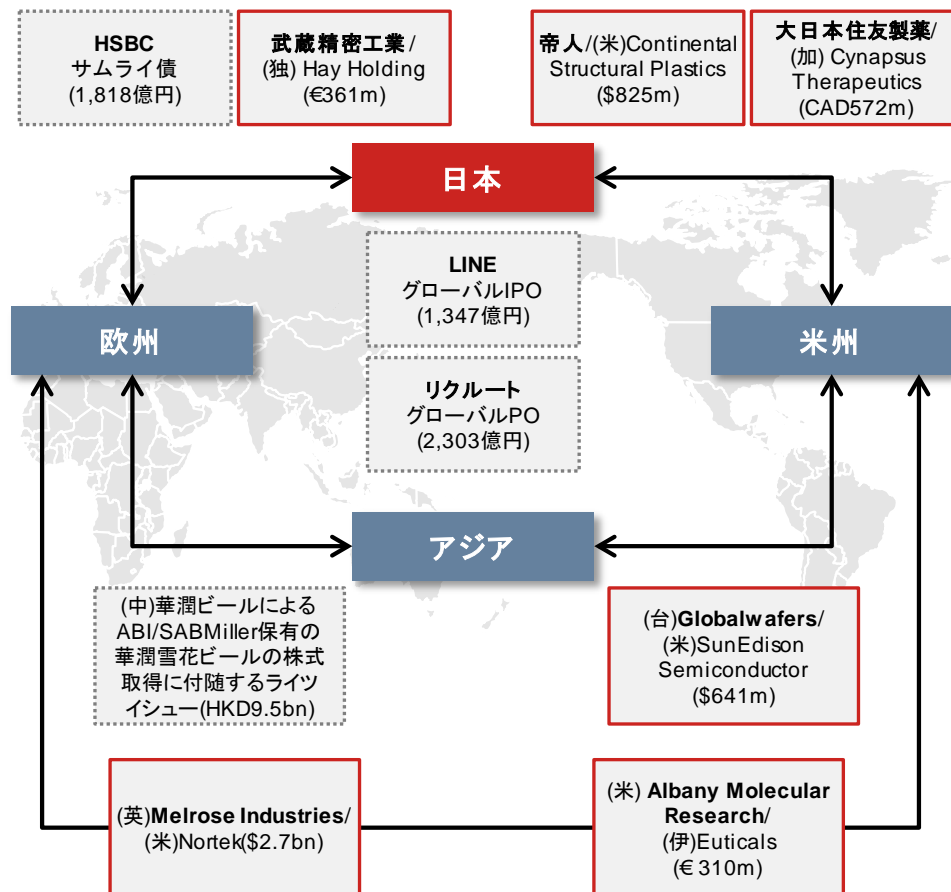 HSBC
サムライ債
(1,818億円)
武蔵精密工業/
(独) Hay Holding
(€361m)
帝人/(米)Continental
Structural Plastics
($825m)
大日本住友製薬/
(加) Cynapsus
Therapeutics
(CAD572m)
日本
LINE
グローバルIPO
(1,347億円)
欧州
米州
リクルート
グローバルPO
(2,303億円)
アジア
(中)華潤ビールによる
ABI/SABMiller保有の
華潤雪花ビールの株式
取得に付随するライツ
イシュー(HKD9.5bn)
(台)Globalwafers/
(米)SunEdison
Semiconductor
($641m)
(英)Melrose Industries/
(米)Nortek($2.7bn)
(米) Albany Molecular
Research/
(伊)Euticals
(€ 310m)